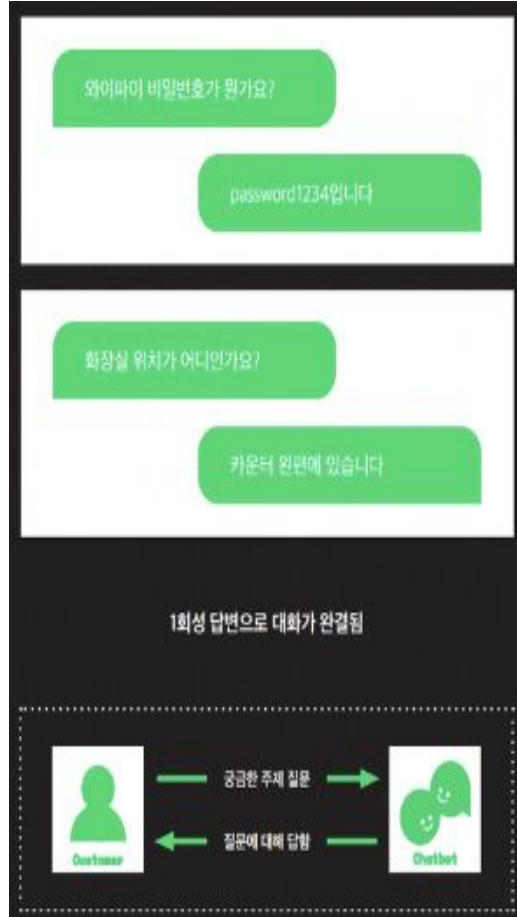 와이파이 비밀번호가 뭔가요?
password1234입니다
화장실 위치가 어디인가요?
카운터 왼편에 있습니다
1회성 답변으로 대화가 완결됨
궁금한 주제 질문
질문에 대해 답함
Customer
Chatbot